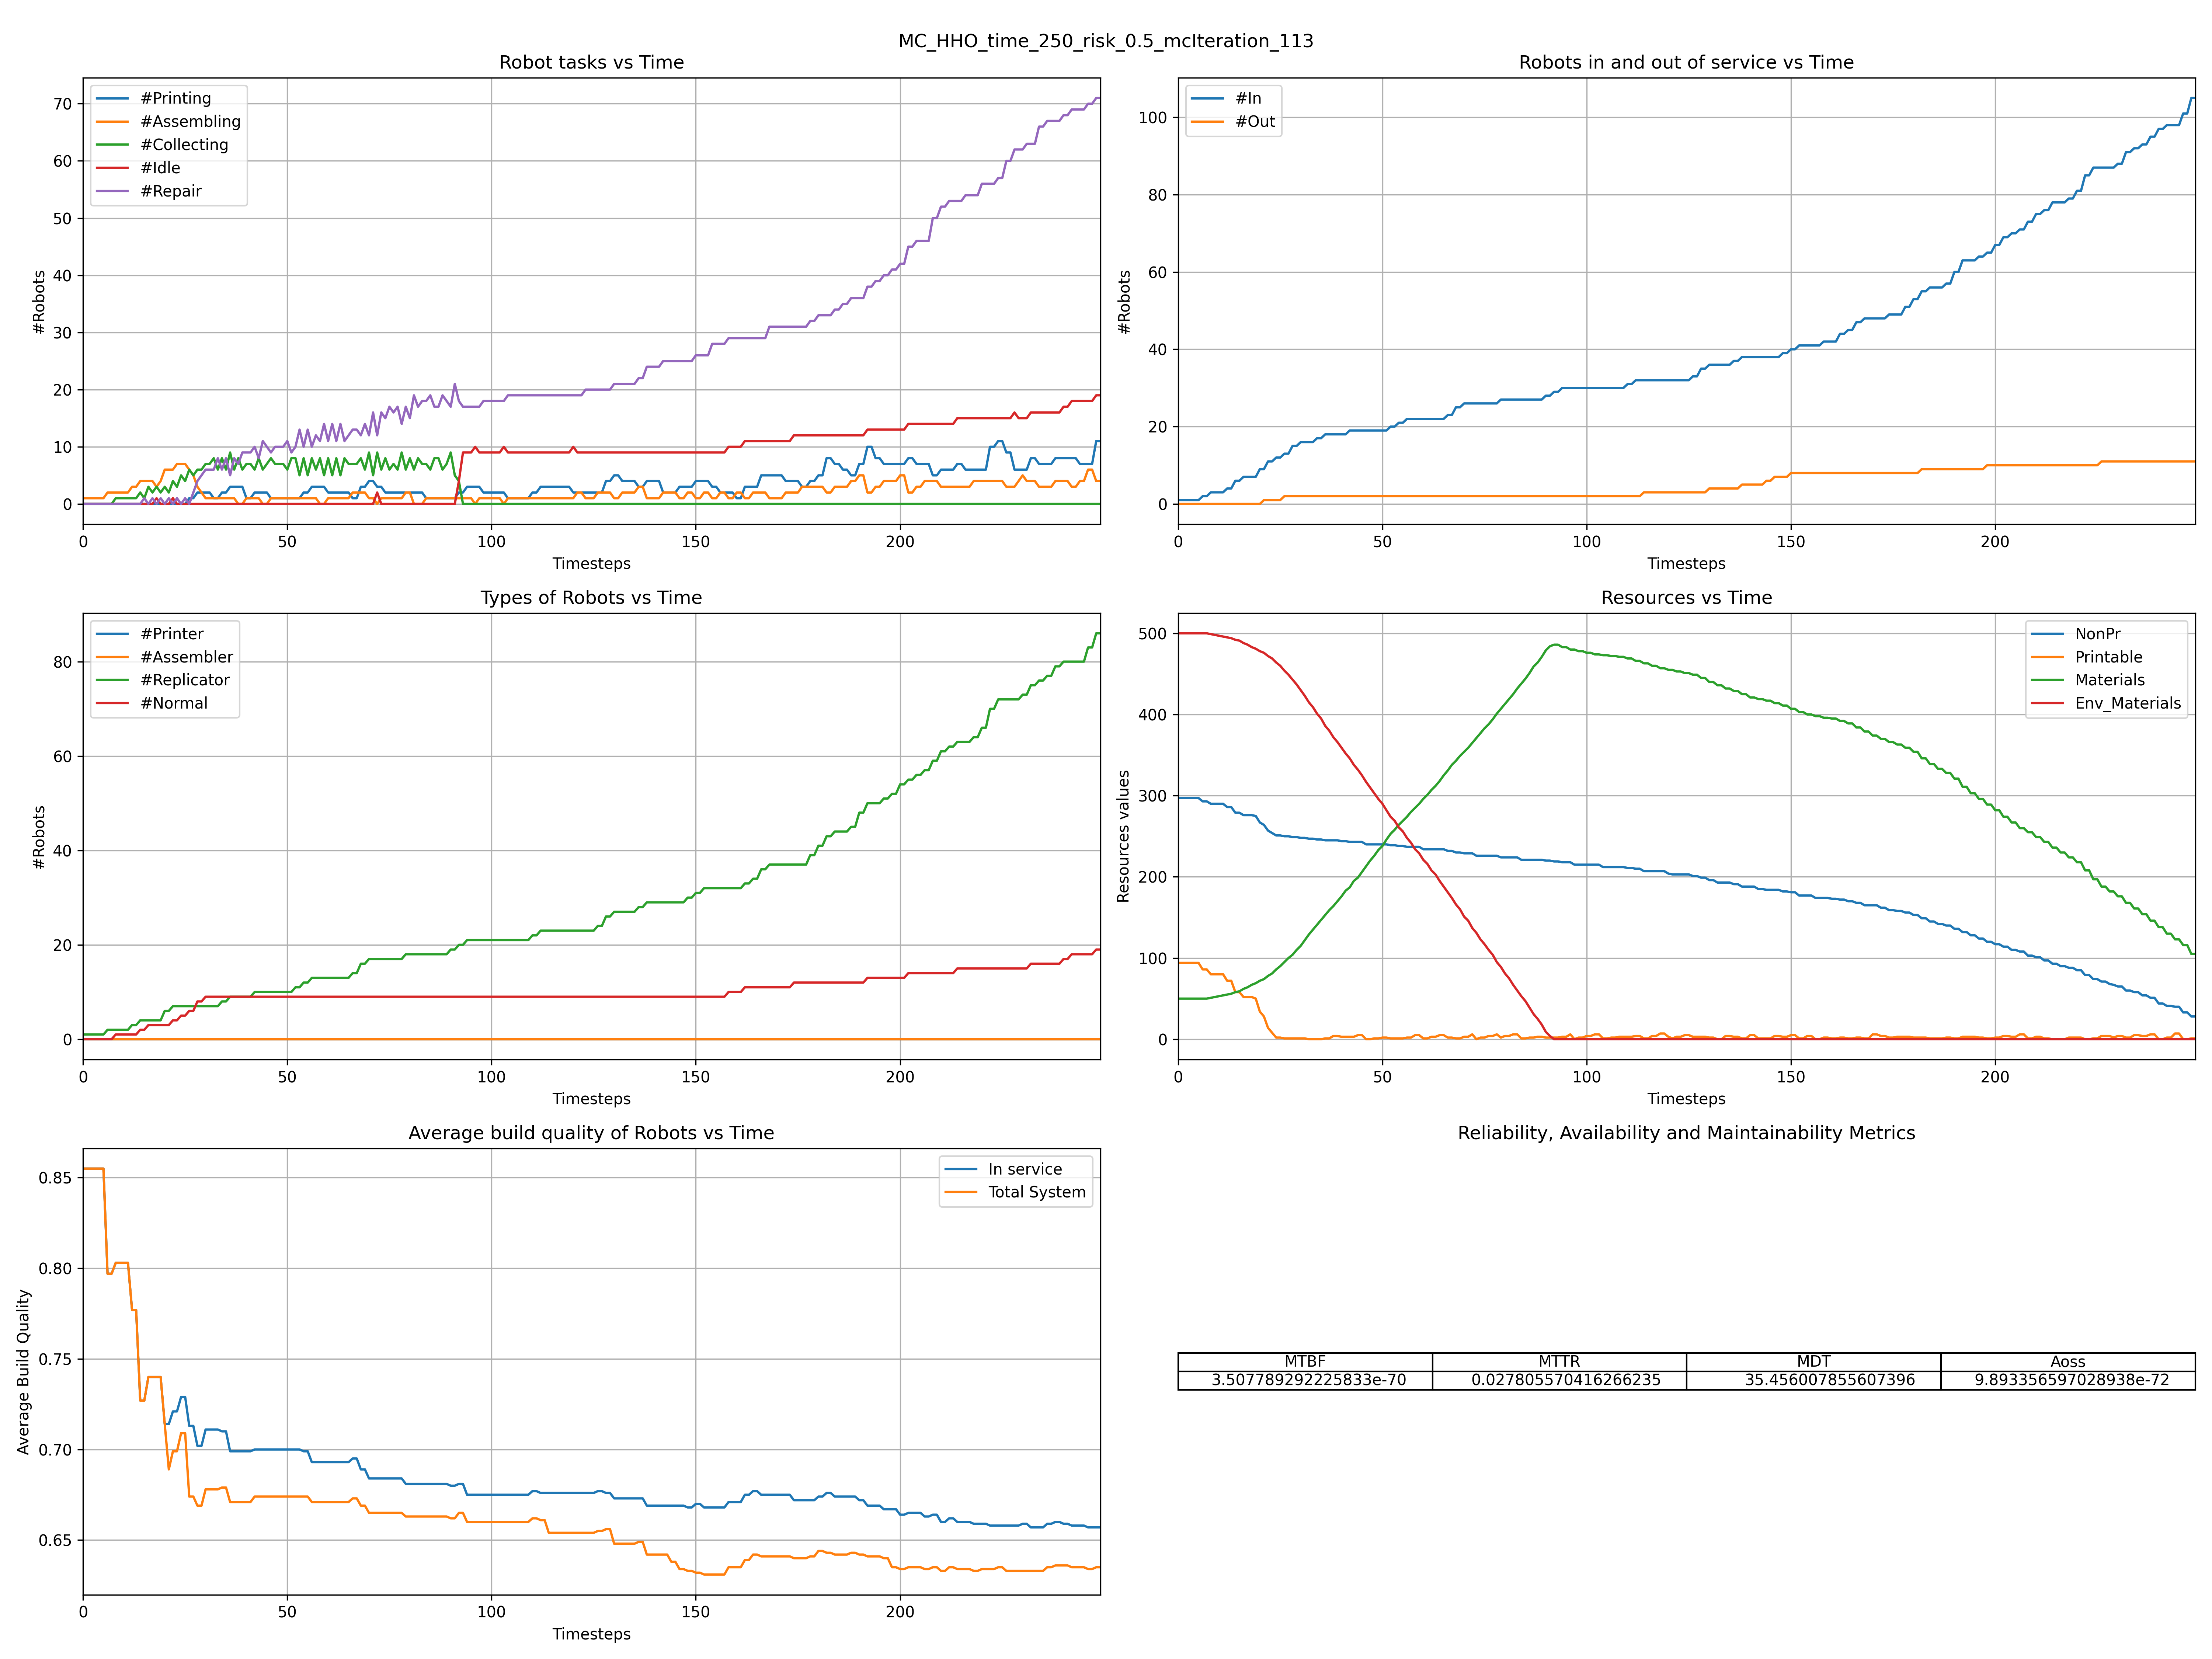 MC_HHO_time_250_risk_0.5_mcIteration_113
Robot tasks vs Time
#Printing
#Assembling
#Collecting
#Idle
#Repair
#Robots
70
60
50
40
30
20
10
0
0 50 100 150 200
Timesteps
Robots in and out of service vs Time
#In
#Out
#Robots
100
80
60
40
20
0
0 50 100 150 200
Timesteps
Types of Robots vs Time
#Printer
#Assembler
#Replicator
#Normal
#Robots
80
60
40
20
0
0 50 100 150 200
Timesteps
Resources vs Time
NonPr
Printable
Materials
Env_Materials
Resources values
500
400
300
200
100
0
0 50 100 150 200
Timesteps
Average build quality of Robots vs Time
In service
Total System
Average Build Quality
0.85
0.80
0.75
0.70
0.65
0 50 100 150 200
Timesteps
Reliability, Availability and Maintainability Metrics
MTBF MTTR MDT Aoss
3.507789292225833e-70 0.027805570416266235 35.456007855607396 9.893356597028938e-72